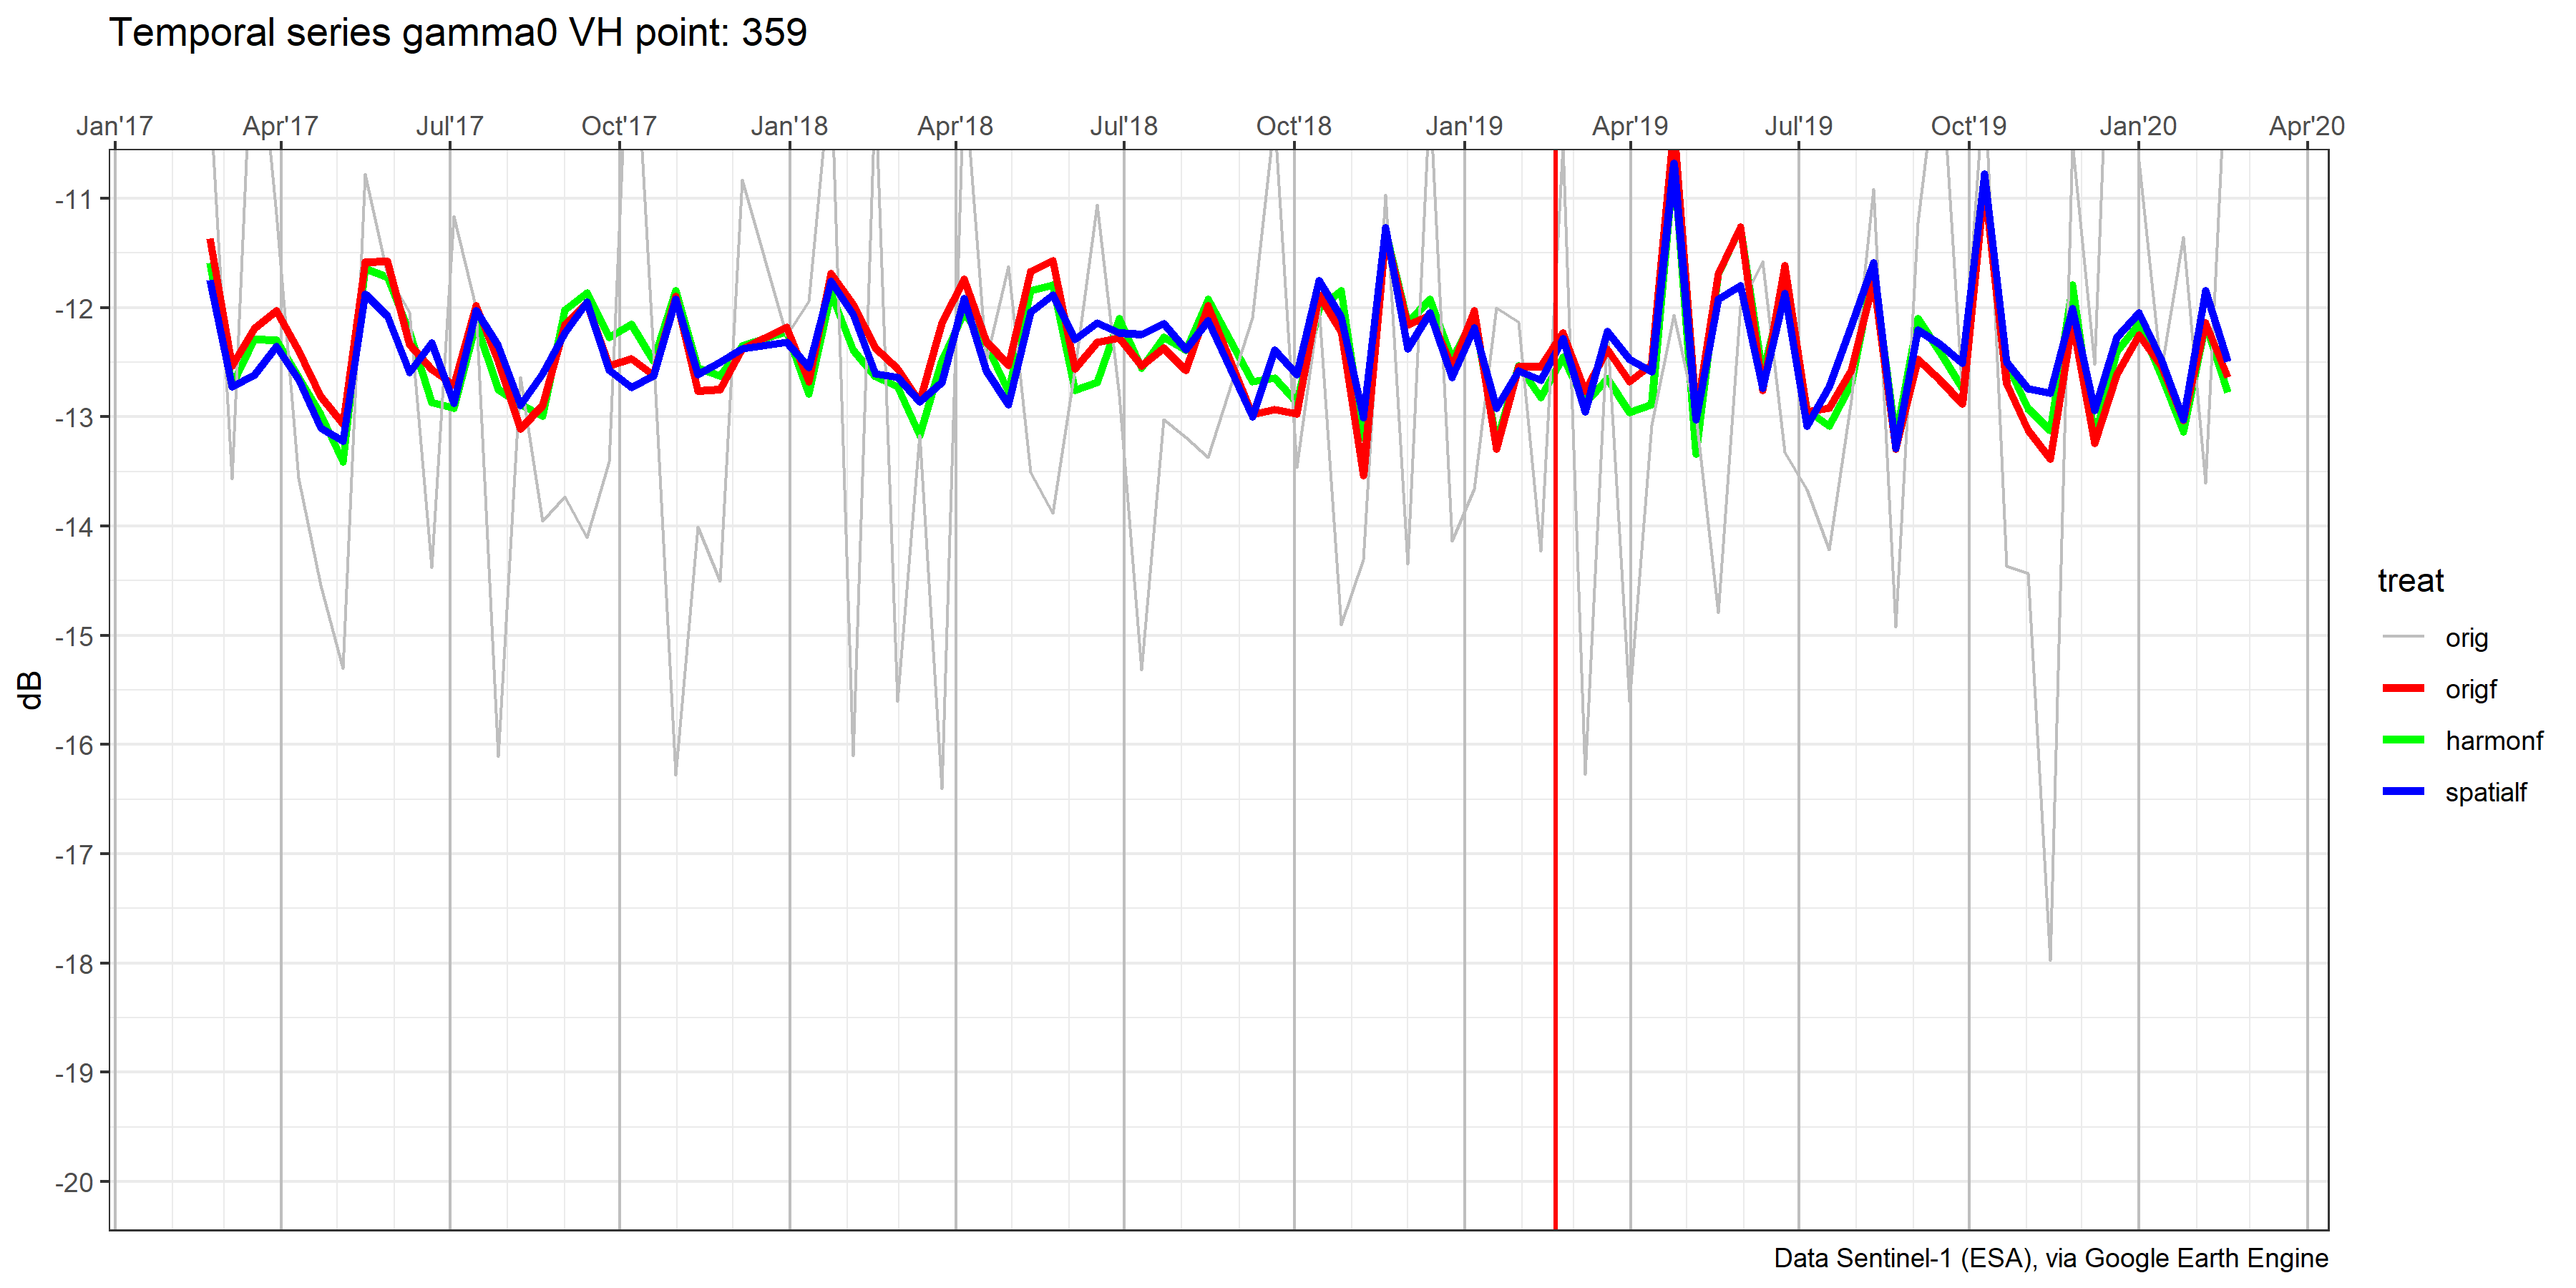 Temporal series gamma0 VH point: 359
Jan'17 Apr'17 Jul'17 Oct'17 Jan'18 Apr'18 Jul'18 Oct'18 Jan'19 Apr'19 Jul'19 Oct'19 Jan'20 Apr'20
-11
-12
-13
-14
-15
-16
-17
-18
-19
-20
dB
treat
orig
origf
harmonf
spatialf
Data Sentinel-1 (ESA), via Google Earth Engine